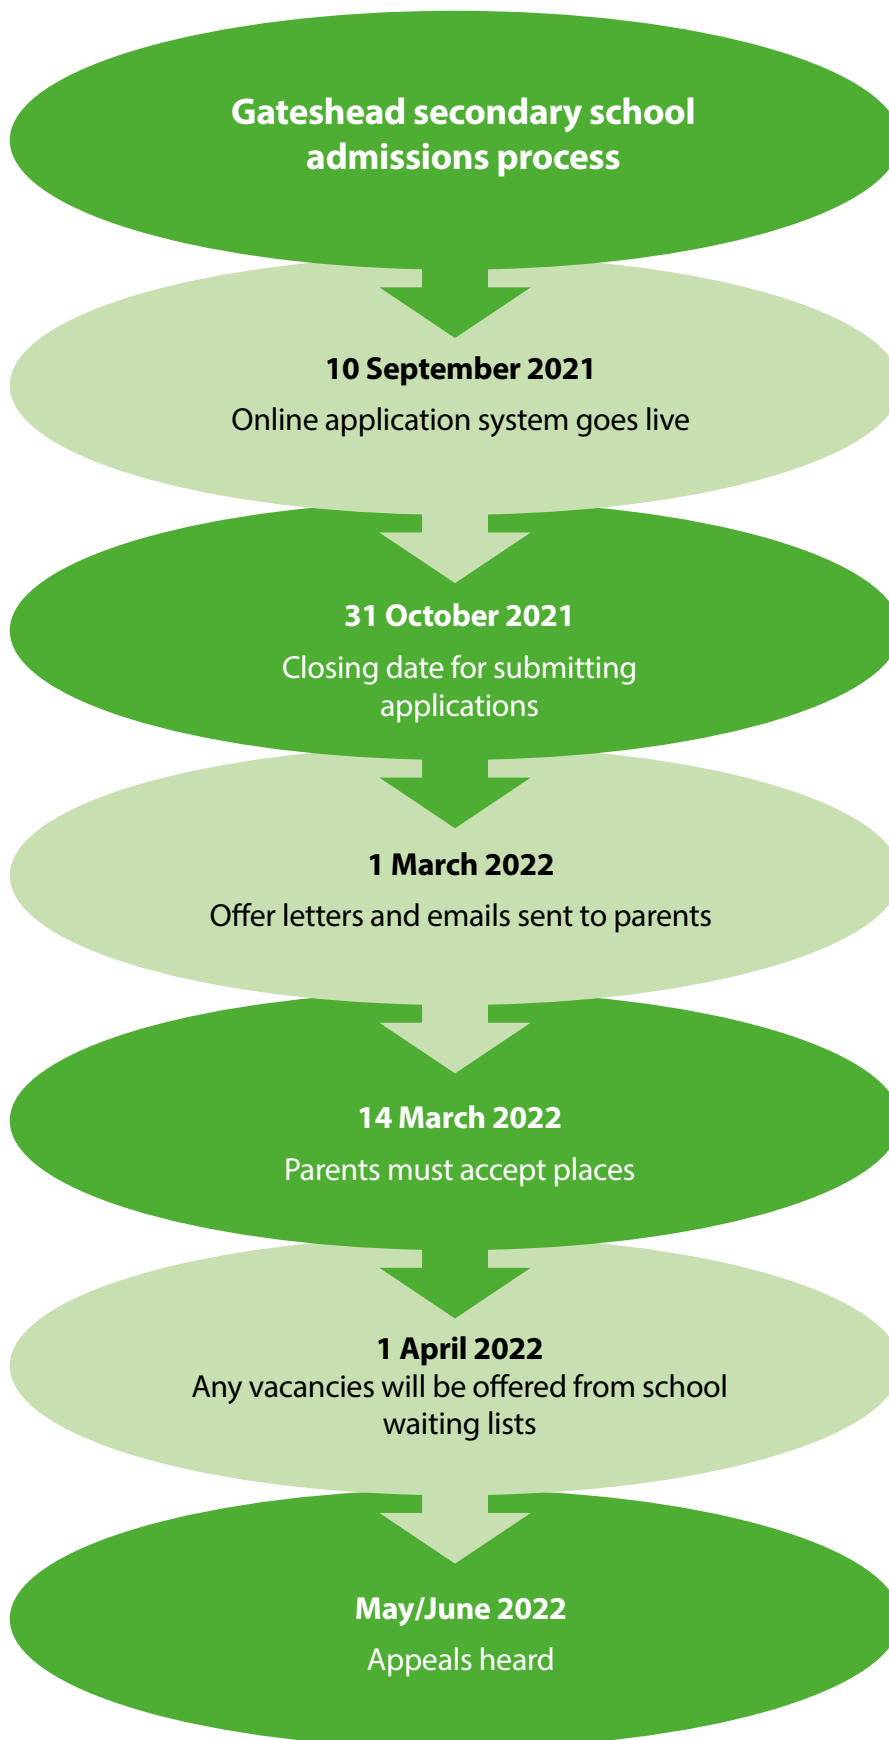 Gateshead secondary school
admissions process
10 September 2021
Online application system goes live
31 October 2021
Closing date for submitting
applications
1 March 2022
Offer letters and emails sent to parents
14 March 2022
Parents must accept places
1 April 2022
Any vacancies will be offered from school
waiting lists
May/June 2022
Appeals heard